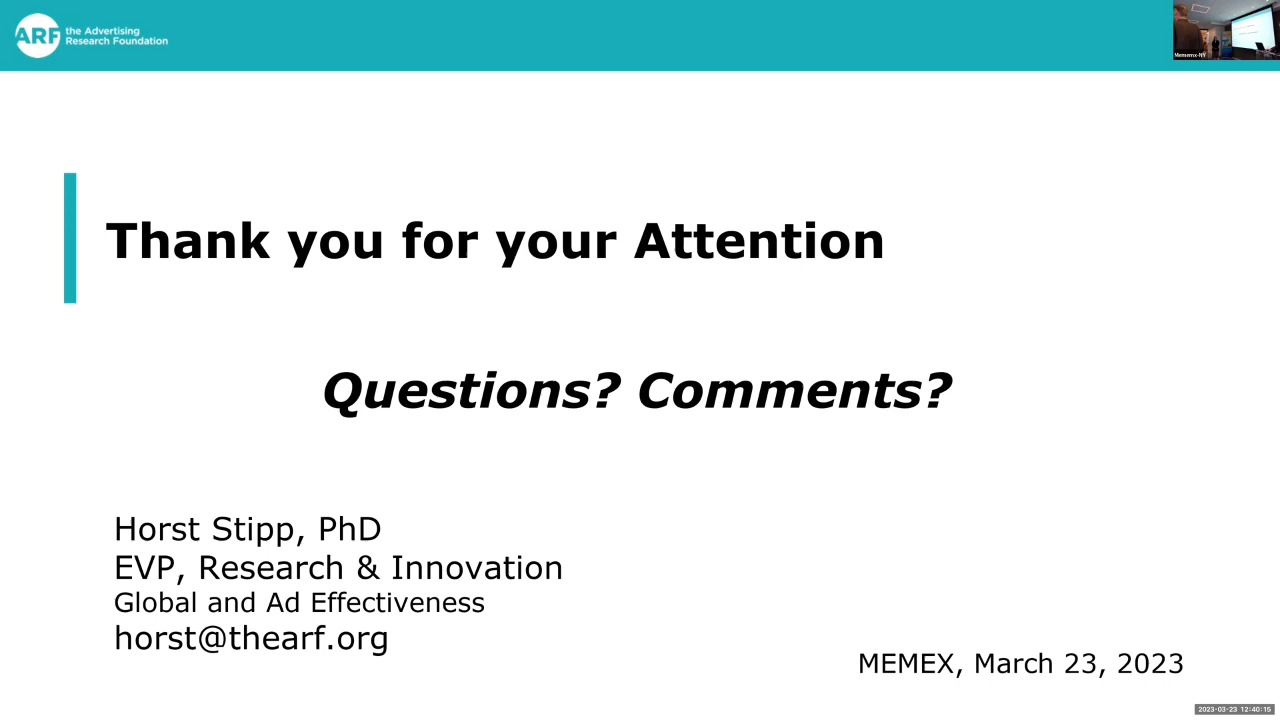 ARF the Advertising
Research Foundation
Thank you for your Attention
Questions? Comments?
Horst Stipp, PhD
EVP, Research & Innovation
Global and Ad Effectiveness
horst@thearf.org
MEMEX, March 23, 2023
2023-03-23 12:40:15